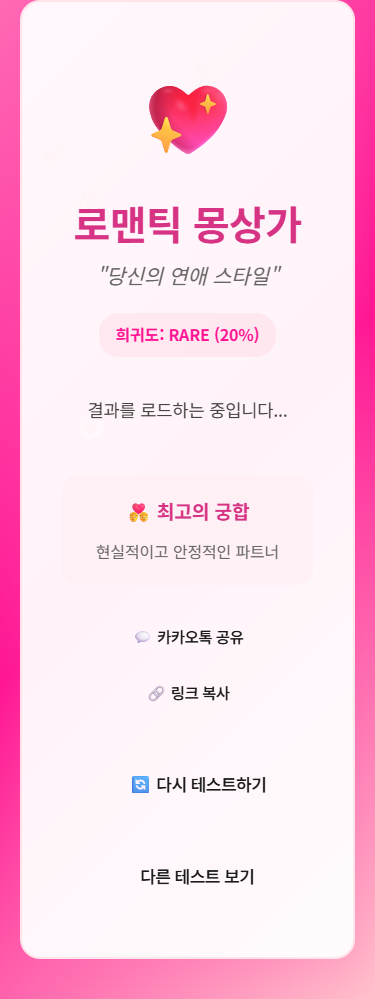 로맨틱 몽상가
"당신의 연애 스타일"
희귀도: RARE (20%)
결과를 로드하는 중입니다...
최고의 궁합
현실적이고 안정적인 파트너
카카오톡 공유
링크 복사
다시 테스트하기
다른 테스트 보기